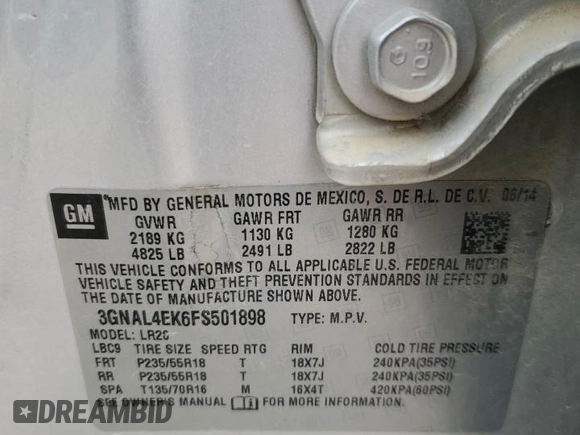 10.9
GM
*MFD BY GENERAL MOTORS DE MEXICO, S. DE R.L. DE C.V. 06/14
GVWR GAWR FRT GAWR RR
2189 KG 1130 KG 1280 KG
4825 LB 2491 LB 2822 LB
THIS VEHICLE CONFORMS TO ALL APPLICABLE U.S. FEDERAL MOTOR
VEHICLE SAFETY AND THEFT PREVENTION STANDARDS IN EFFECT ON
THE DATE OF MANUFACTURE SHOWN ABOVE.
3GNAL4EK6FS501898 TYPE: M.P.V.
MODEL: LR26
LBC9 TIRE SIZE SPEED RTG RIM COLD TIRE PRESSURE
FRT P235/55R18 T 18X7J 240KPA(35PSI)
RR P235/55R18 T 18X7J 240KPA(35PSI)
SPA T135/70R16 M 16X4T 420KPA(60PSI)
SEE OWNER'S MANUAL FOR MORE INFORMATION
DREAMBID